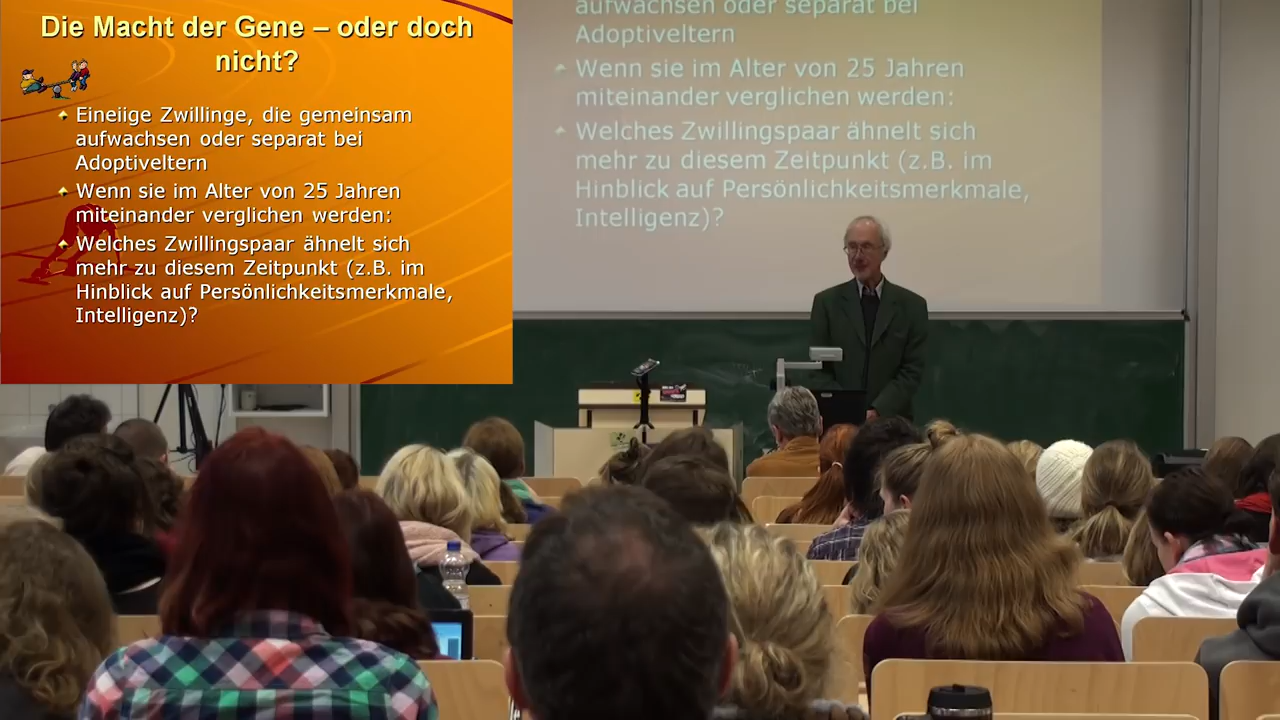 Die Macht der Gene – oder doch
nicht?
Eineiige Zwillinge, die gemeinsam
aufwachsen oder separat bei
Adoptiveltern
Wenn sie im Alter von 25 Jahren
miteinander verglichen werden:
Welches Zwillingspaar ähnelt sich
mehr zu diesem Zeitpunkt (z.B. im
Hinblick auf Persönlichkeitsmerkmale,
Intelligenz)?
aufwachsen oder separat bei
Adoptiveltern
Wenn sie im Alter von 25 Jahren
miteinander verglichen werden:
Welches Zwillingspaar ähnelt sich
mehr zu diesem Zeitpunkt (z.B. im
Hinblick auf Persönlichkeitsmerkmale,
Intelligenz)?